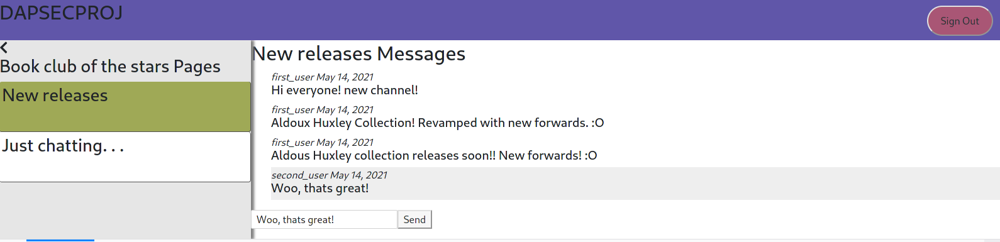 DAPSECPROJ
Sign Out
Book club of the stars Pages
New releases
Just chatting. . .
New releases Messages
first_user May 14, 2021
Hi everyone! new channel!
first_user May 14, 2021
Aldoux Huxley Collection! Revamped with new forwards. :O
first_user May 14, 2021
Aldous Huxley collection releases soon!! New forwards! :O
second_user May 14, 2021
Woo, thats great!
Woo, thats great!
Send